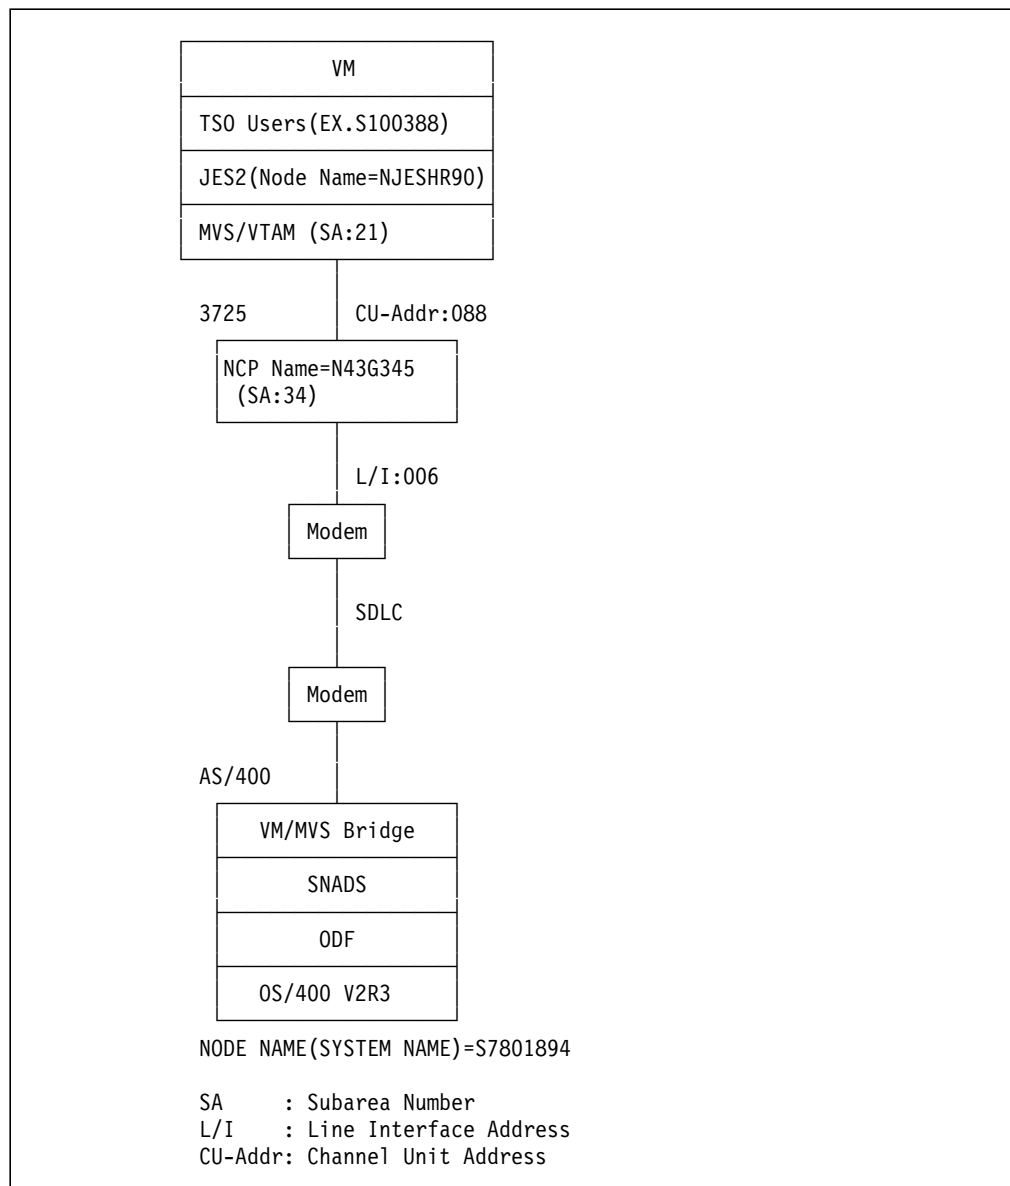 VM
TSO Users(EX.S100388)
JES2(Node Name=NJESHR90)
MVS/VTAM (SA:21)
3725 CU-Addr:088
NCP Name=N43G345
(SA:34)
L/I:006
Modem
SDLC
Modem
AS/400
VM/MVS Bridge
SNADS
ODF
OS/400 V2R3
NODE NAME(SYSTEM NAME)=S7801894
SA : Subarea Number
L/I : Line Interface Address
CU-Addr: Channel Unit Address